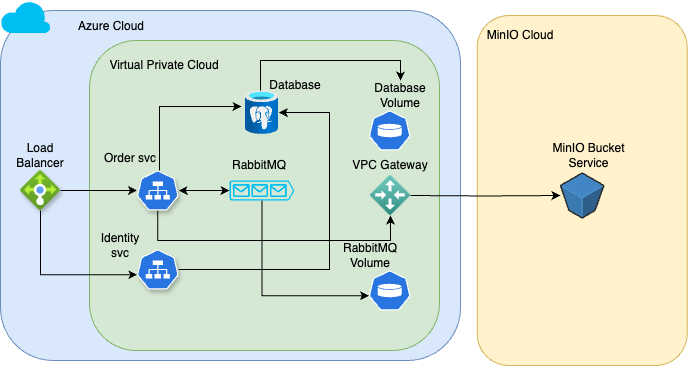 Azure Cloud
MinIO Cloud
Virtual Private Cloud
Database
Database
Volume
Load
Balancer
Order svc
RabbitMQ
VPC Gateway
MinIO Bucket
Service
Identity
svc
RabbitMQ
Volume